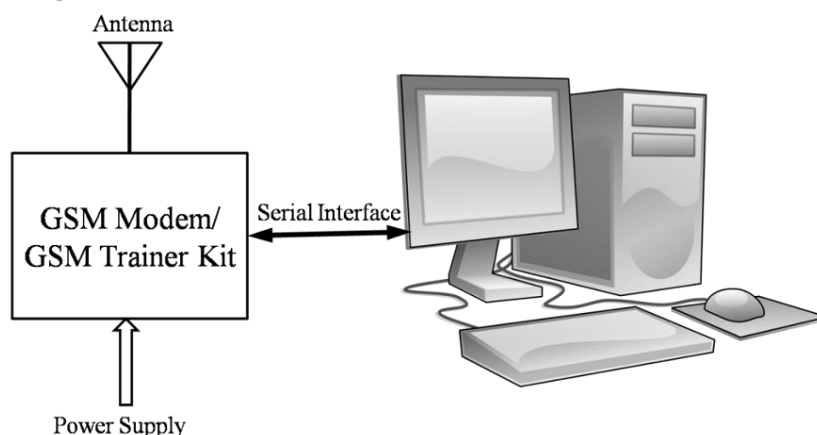 Antenna
GSM Modem/
GSM Trainer Kit
Serial Interface
Power Supply